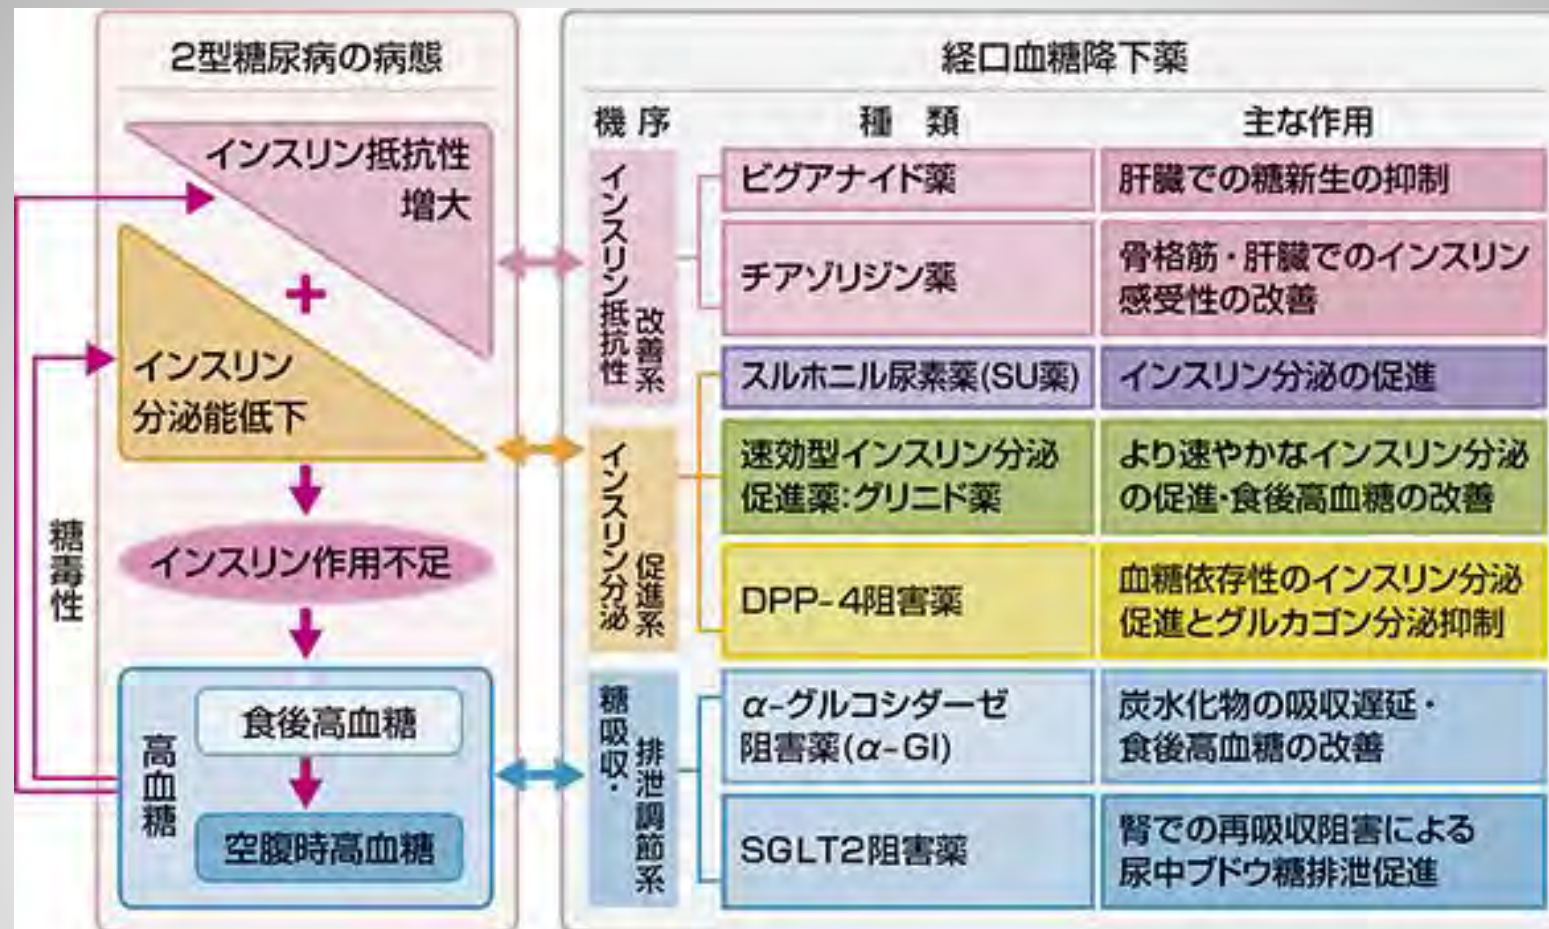 2型糖尿病の病態
インスリン抵抗性
増大
+
インスリン
分泌能低下
インスリン作用不足
糖毒性
高血糖
食後高血糖
空腹時高血糖
経口血糖降下薬
機序
種類
主な作用
インスリン抵抗性
改善系
ビグアナイド薬
肝臓での糖新生の抑制
チアゾリジン薬
骨格筋・肝臓でのインスリン
感受性の改善
インスリン分泌
促進系
スルホニル尿素薬(SU薬)
インスリン分泌の促進
速効型インスリン分泌
促進薬:グリニド薬
より速やかなインスリン分泌
の促進・食後高血糖の改善
DPP-4阻害薬
血糖依存性のインスリン分泌
促進とグルカゴン分泌抑制
糖吸収・
排泄調節系
α-グルコシダーゼ
阻害薬(α-GI)
炭水化物の吸収遅延・
食後高血糖の改善
SGLT2阻害薬
腎での再吸収阻害による
尿中ブドウ糖排泄促進